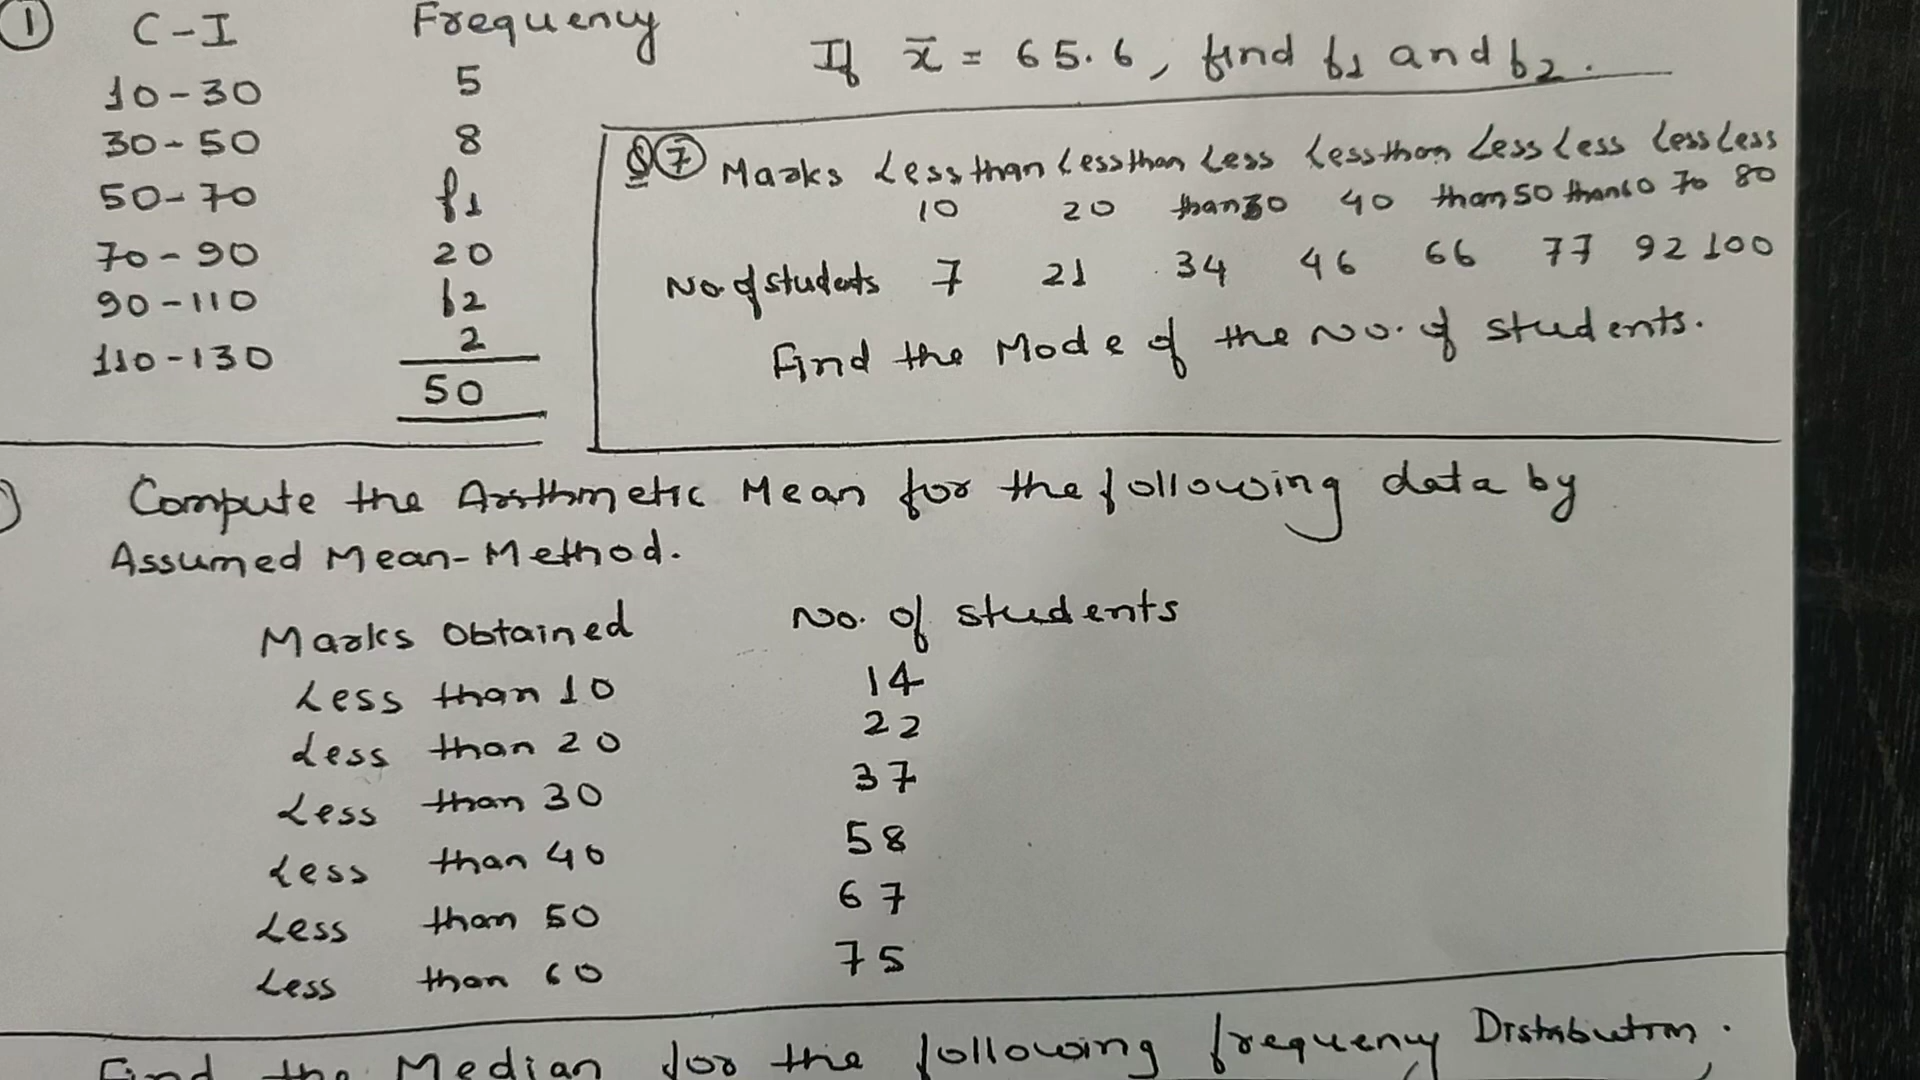 ① C-I Frequency
10-30 5
30-50 8
50-70 f1
70-90 20
90-110 f2
110-130 2
50
If x̄ = 65.6, find f1 and f2.
Q⑦ Marks Less than Less than Less Less than Less Less Less Less
10 20 than 30 40 than 50 than 60 70 80
No. of students 7 21 34 46 66 77 92 100
Find the Mode of the No. of students.
Compute the Arithmetic Mean for the following data by
Assumed Mean-Method.
Marks Obtained No. of students
Less than 10 14
Less than 20 22
Less than 30 37
Less than 40 58
Less than 50 67
Less than 60 75
Find the Median for the following frequency Distribution.